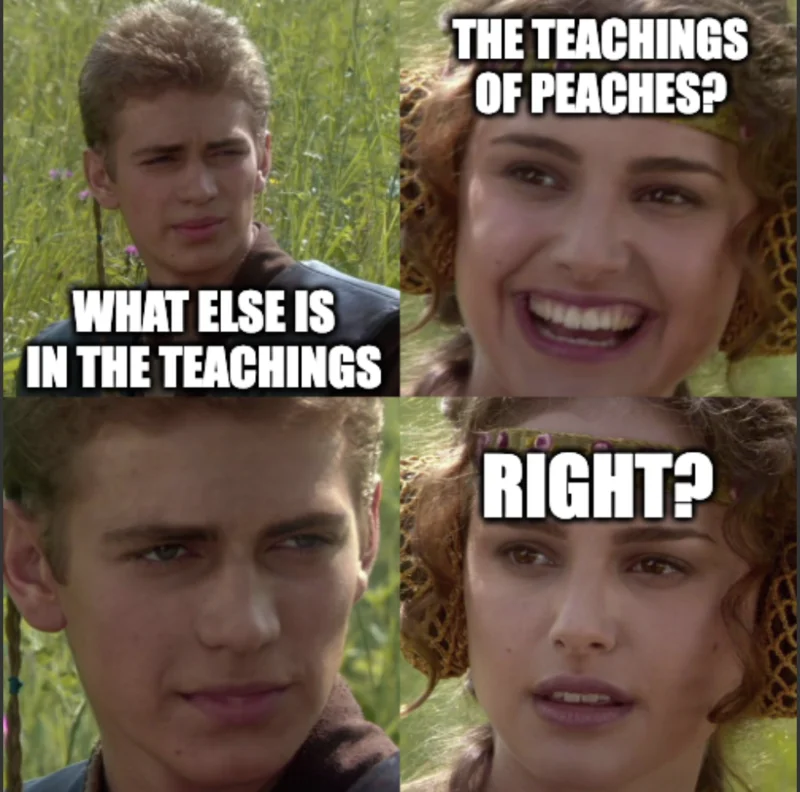 THE TEACHINGS
OF PEACHES?
WHAT ELSE IS
IN THE TEACHINGS
RIGHT?